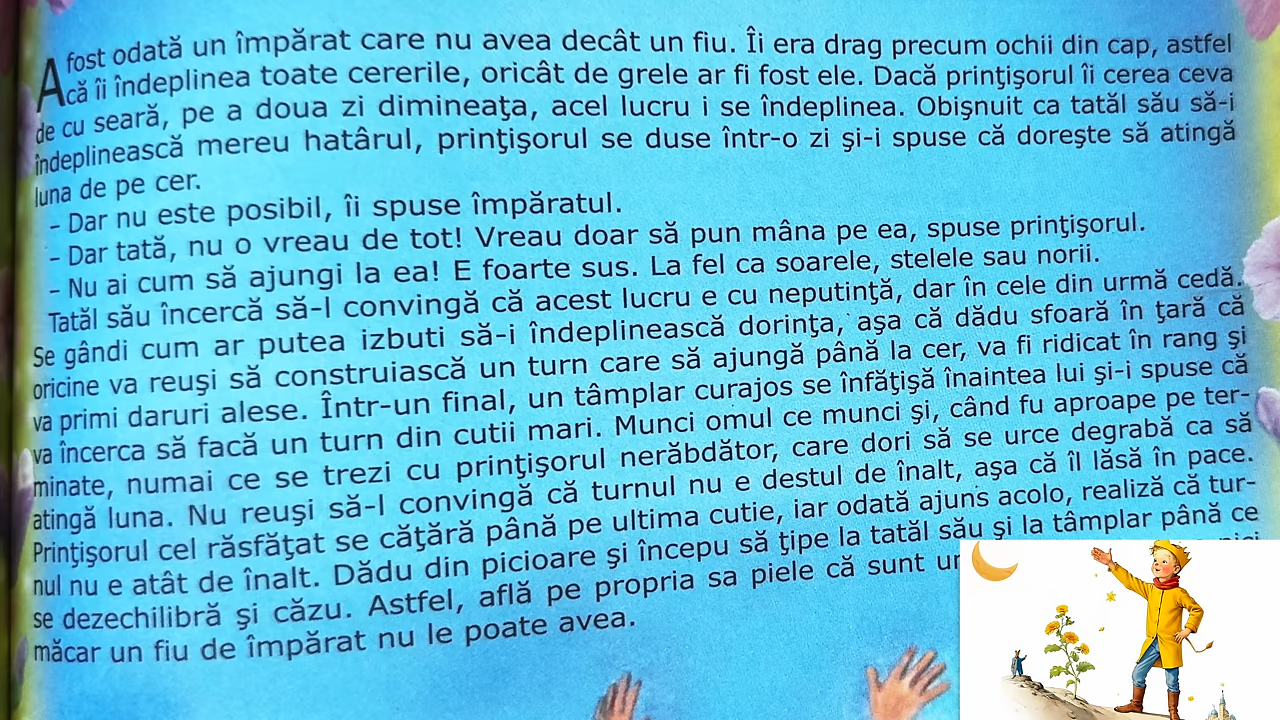 A fost odată un împărat care nu avea decât un fiu. Îi era drag precum ochii din cap, astfel
că îi îndeplinea toate cererile, oricât de grele ar fi fost ele. Dacă prinţişorul îi cerea ceva
de cu seară, pe a doua zi dimineaţa, acel lucru i se îndeplinea. Obişnuit ca tatăl său să-i
îndeplinească mereu hatârul, prinţişorul se duse într-o zi şi-i spuse că doreşte să atingă
luna de pe cer.
– Dar nu este posibil, îi spuse împăratul.
– Dar tată, nu o vreau de tot! Vreau doar să pun mâna pe ea, spuse prinţişorul.
– Nu ai cum să ajungi la ea! E foarte sus. La fel ca soarele, stelele sau norii.
Tatăl său încercă să-l convingă că acest lucru e cu neputinţă, dar în cele din urmă cedă.
Se gândi cum ar putea izbuti să-i îndeplinească dorinţa, aşa că dădu sfoară în ţară că
oricine va reuşi să construiască un turn care să ajungă până la cer, va fi ridicat în rang şi
va primi daruri alese. Într-un final, un tâmplar curajos se înfăţişă înaintea lui şi-i spuse că
va încerca să facă un turn din cutii mari. Munci omul ce munci şi, când fu aproape pe ter-
minate, numai ce se trezi cu prinţişorul nerăbdător, care dori să se urce degrabă ca să
atingă luna. Nu reuşi să-l convingă că turnul nu e destul de înalt, aşa că îl lăsă în pace.
Prinţişorul cel răsfăţat se căţără până pe ultima cutie, iar odată ajuns acolo, realiză că tur-
nul nu e atât de înalt. Dădu din picioare şi începu să ţipe la tatăl său şi la tâmplar până ce
se dezechilibră şi căzu. Astfel, află pe propria sa piele că sunt
măcar un fiu de împărat nu le poate avea.